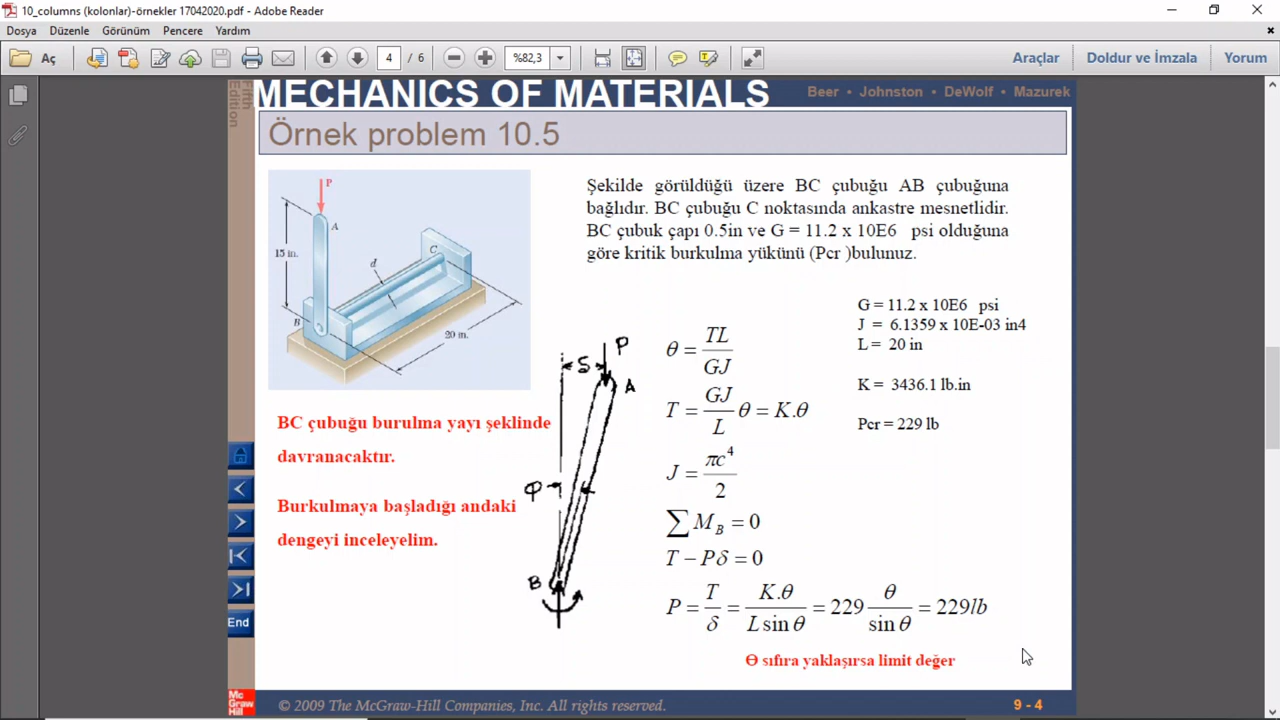 10_columns (kolonlar)-örnekler 17042020.pdf - Adobe Reader
Dosya Düzenle Görünüm Pencere Yardım
Aç 4 / 6 %82,3 Araçlar Doldur ve İmzala Yorum
Fifth Edition
MECHANICS OF MATERIALS
Beer • Johnston • DeWolf • Mazurek
Örnek problem 10.5
P
A
15 in.
d
C
B
20 in.
Şekilde görüldüğü üzere BC çubuğu AB çubuğuna
bağlıdır. BC çubuğu C noktasında ankastre mesnetlidir.
BC çubuk çapı 0.5in ve G = 11.2 x 10E6 psi olduğuna
göre kritik burkulma yükünü (Pcr )bulunuz.
G = 11.2 x 10E6 psi
J = 6.1359 x 10E-03 in4
L = 20 in
K = 3436.1 lb.in
Pcr = 229 lb
BC çubuğu burulma yayı şeklinde
davranacaktır.
Burkulmaya başladığı andaki
dengeyi inceleyelim.
P
δ
A
φ
B
θ = TL / GJ
T = GJ / L θ = K.θ
J = πc⁴ / 2
∑ M_B = 0
T − Pδ = 0
P = T / δ = K.θ / L sin θ = 229 θ / sin θ = 229lb
Ɵ sıfıra yaklaşırsa limit değer
End
Mc Graw Hill
© 2009 The McGraw-Hill Companies, Inc. All rights reserved.
9 - 4